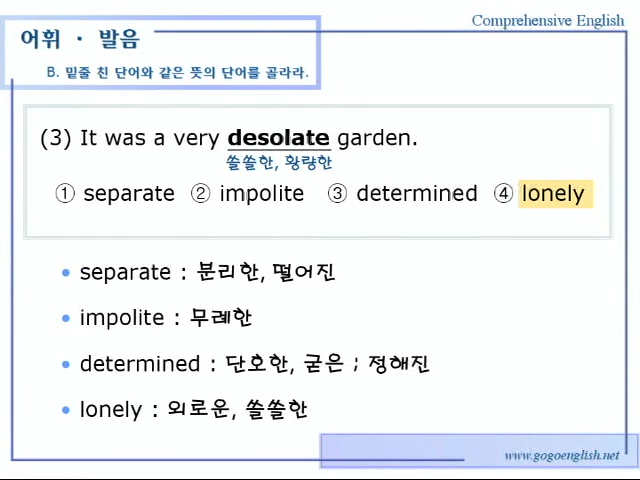 Comprehensive English
어휘 · 발음
B. 밑줄 친 단어와 같은 뜻의 단어를 골라라.
(3) It was a very desolate garden.
쓸쓸한, 황량한
① separate ② impolite ③ determined ④ lonely
• separate : 분리한, 떨어진
• impolite : 무례한
• determined : 단호한, 굳은 ; 정해진
• lonely : 외로운, 쓸쓸한
www.gogoenglish.net